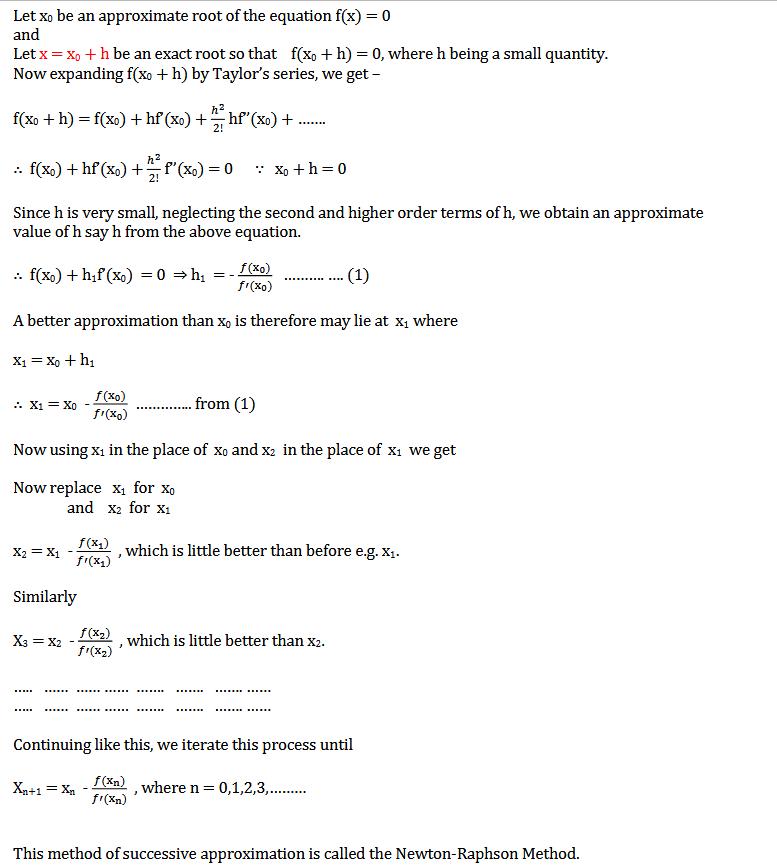 Let x₀ be an approximate root of the equation f(x) = 0
and
Let x = x₀ + h be an exact root so that f(x₀ + h) = 0, where h being a small quantity.
Now expanding f(x₀ + h) by Taylor's series, we get –
f(x₀ + h) = f(x₀) + hf'(x₀) + h²/2! hf''(x₀) + .......
∴ f(x₀) + hf'(x₀) + h²/2! f''(x₀) = 0 ∵ x₀ + h = 0
Since h is very small, neglecting the second and higher order terms of h, we obtain an approximate
value of h say h from the above equation.
∴ f(x₀) + h₁f'(x₀) = 0 ⇒ h₁ = - f(x₀)/f′(x₀) .......... .... (1)
A better approximation than x₀ is therefore may lie at x₁ where
x₁ = x₀ + h₁
∴ x₁ = x₀ - f(x₀)/f′(x₀) ............. from (1)
Now using x₁ in the place of x₀ and x₂ in the place of x₁ we get
Now replace x₁ for x₀
and x₂ for x₁
x₂ = x₁ - f(x₁)/f′(x₁) , which is little better than before e.g. x₁.
Similarly
X₃ = x₂ - f(x₂)/f′(x₂) , which is little better than x₂.
..... ...... ...... ...... ....... ....... ....... ......
..... ...... ...... ...... ....... ....... ....... ......
Continuing like this, we iterate this process until
Xₙ₊₁ = xₙ - f(xₙ)/f′(xₙ) , where n = 0,1,2,3,.........
This method of successive approximation is called the Newton-Raphson Method.